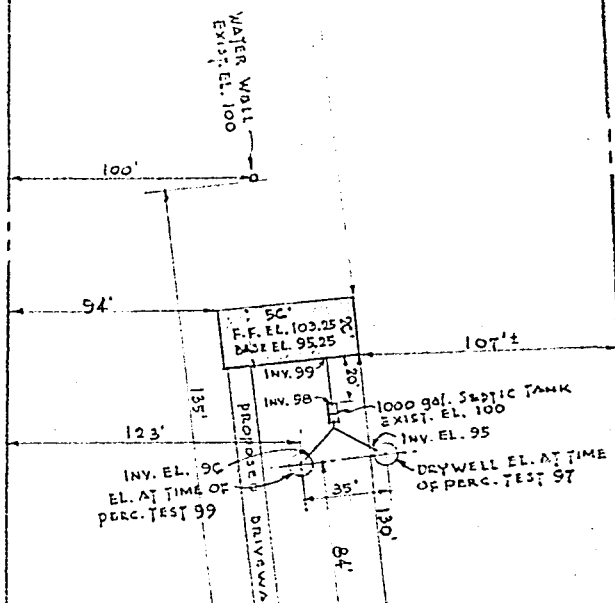 WATER WELL
EXIST. EL. 100
100'
94'
56'
F.F. EL. 103.25
BASE EL. 95.25
26'
107'±
INV. 99
20'
INV. 98
1000 gal. SEPTIC TANK
EXIST. EL. 100
135'
123'
INV. EL. 95
INV. EL. 96
EL. AT TIME OF
PERC. TEST 99
DRYWELL EL. AT TIME
OF PERC. TEST 97
35'
130'
84'
PROPOSED DRIVEWA